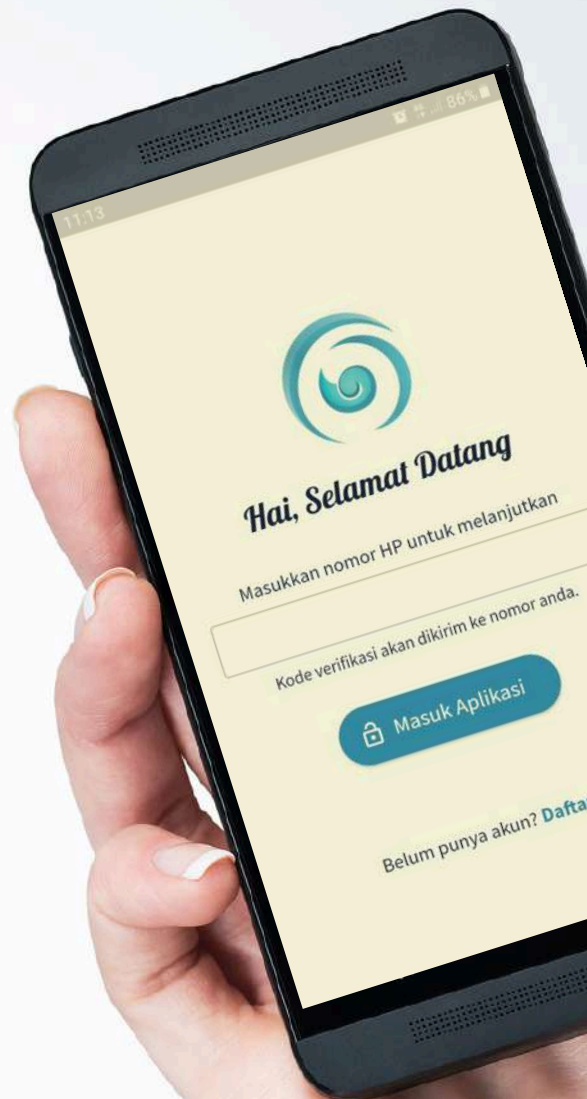 11:13
86%
Hai, Selamat Datang
Masukkan nomor HP untuk melanjutkan
Kode verifikasi akan dikirim ke nomor anda.
Masuk Aplikasi
Belum punya akun?